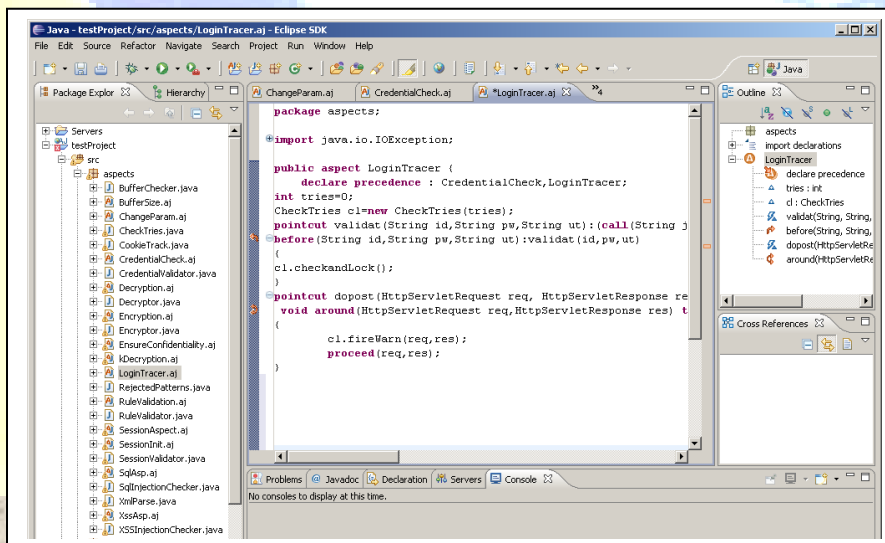 Java - testProject/src/aspects/LoginTracer.aj - Eclipse SDK
File Edit Source Refactor Navigate Search Project Run Window Help
Java
Package Explor
Hierarchy
ChangeParam.aj
CredentialCheck.aj
*LoginTracer.aj
»4
Outline
Servers
testProject
src
aspects
BufferChecker.java
BufferSize.aj
ChangeParam.aj
CheckTries.java
CookieTrack.aj
CredentialCheck.aj
CredentialValidator.java
Decryption.aj
Decryptor.java
Encryption.aj
Encryptor.java
EnsureConfidentiality.aj
kDecryption.aj
LoginTracer.aj
RejectedPatterns.java
RuleValidation.aj
RuleValidator.java
SessionAspect.aj
SessionInit.aj
SessionValidator.java
SqlAsp.aj
SqlInjectionChecker.java
XmlParse.java
XssAsp.aj
XSSInjectionChecker.java
package aspects;
import java.io.IOException;
public aspect LoginTracer {
declare precedence : CredentialCheck,LoginTracer;
int tries=0;
CheckTries cl=new CheckTries(tries);
pointcut validat(String id,String pw,String ut):(call(String j
before(String id,String pw,String ut):validat(id,pw,ut)
{
cl.checkandLock();
}
pointcut dopost(HttpServletRequest req, HttpServletResponse re
void around(HttpServletRequest req,HttpServletResponse res) t
{
cl.fireWarn(req,res);
proceed(req,res);
}
aspects
import declarations
LoginTracer
declare precedence
tries : int
cl : CheckTries
validat(String, String,
before(String, String,
dopost(HttpServletRe
around(HttpServletRe
Cross References
Problems
Javadoc
Declaration
Servers
Console
No consoles to display at this time.